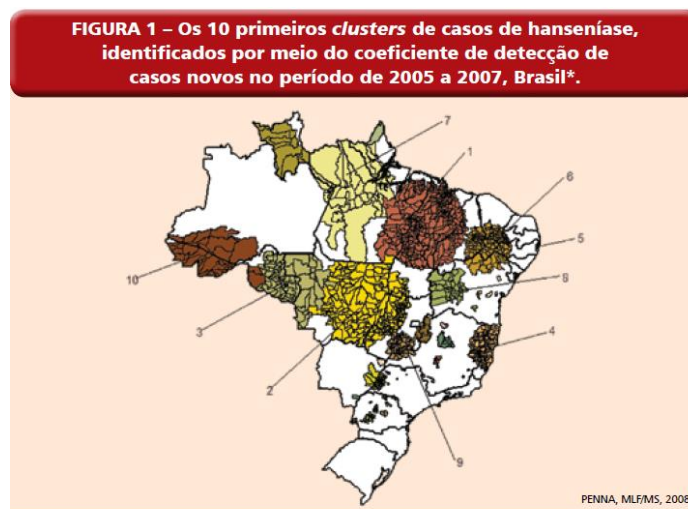 FIGURA 1 – Os 10 primeiros clusters de casos de hanseníase,
identificados por meio do coeficiente de detecção de
casos novos no período de 2005 a 2007, Brasil*.
7
1
6
5
10
8
3
4
2
9
PENNA, MLF/MS, 2008